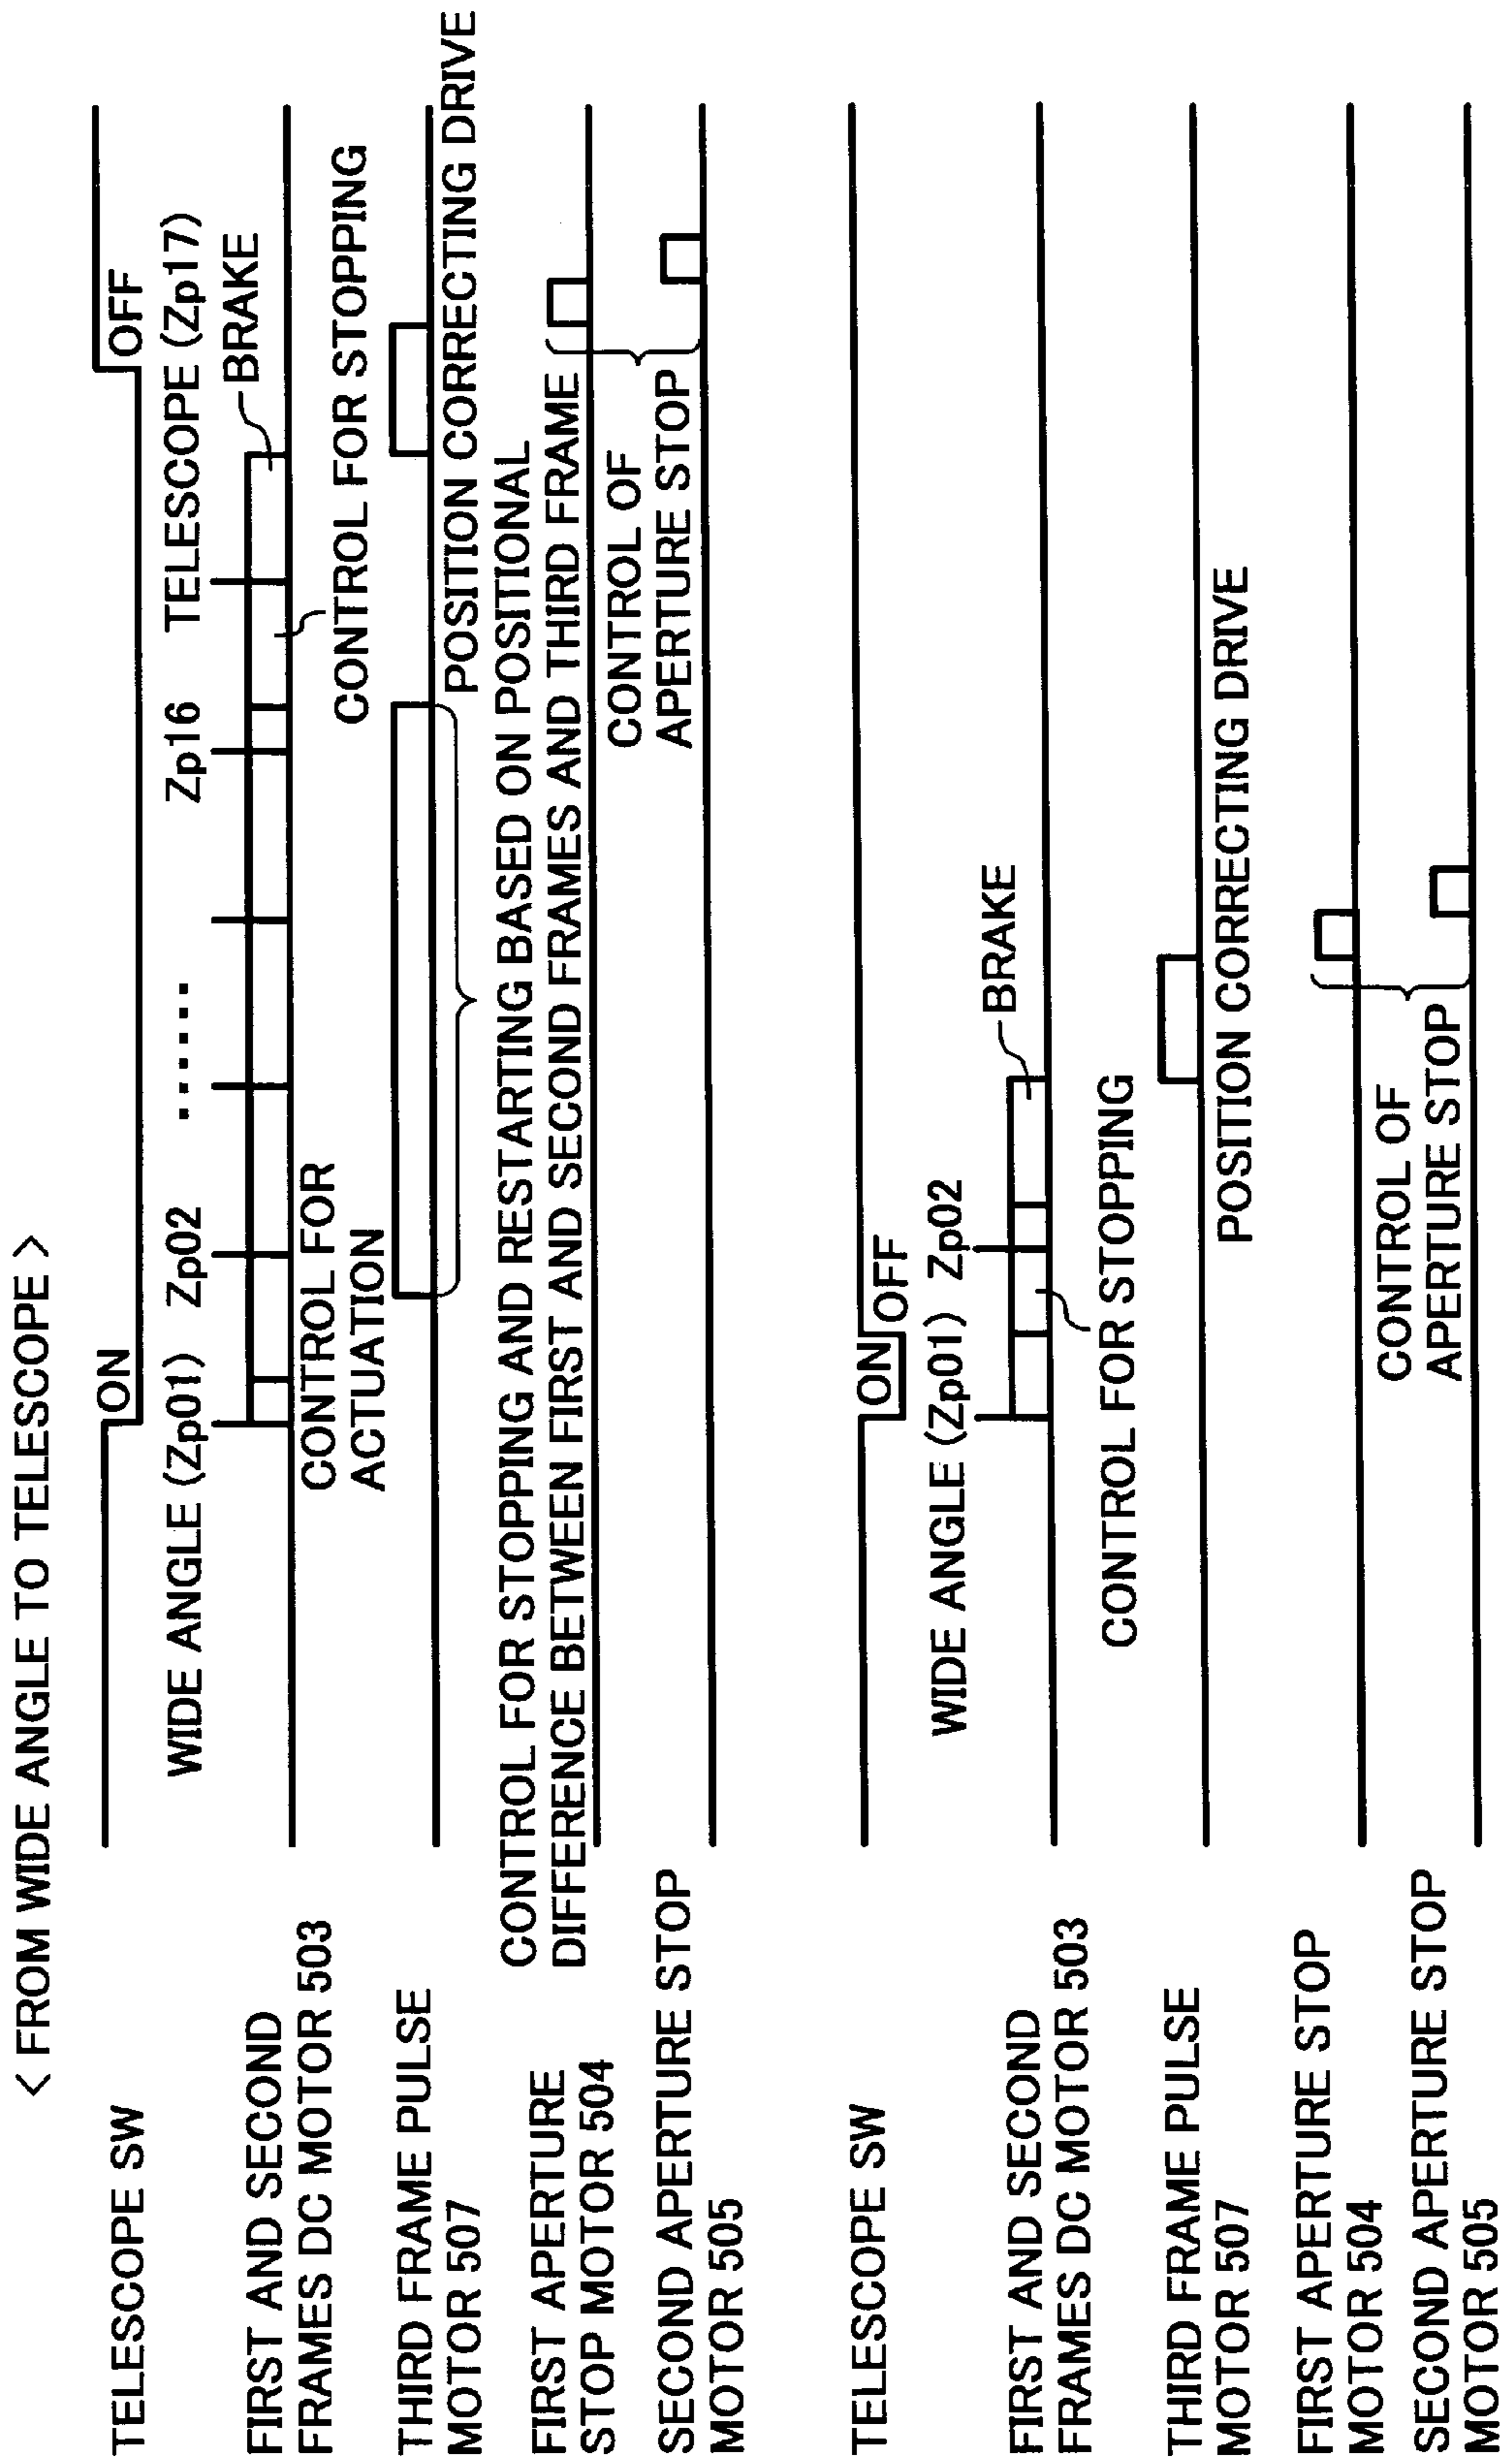 < FROM WIDE ANGLE TO TELESCOPE >
TELESCOPE SW
ON
OFF
WIDE ANGLE (Zp01) Zp02 ...... Zp16 TELESCOPE (Zp17)
BRAKE
FIRST AND SECOND
FRAMES DC MOTOR 503
CONTROL FOR
ACTUATION
CONTROL FOR STOPPING
THIRD FRAME PULSE
MOTOR 507
POSITION CORRECTING DRIVE
CONTROL FOR STOPPING AND RESTARTING BASED ON POSITIONAL
DIFFERENCE BETWEEN FIRST AND SECOND FRAMES AND THIRD FRAME
FIRST APERTURE
STOP MOTOR 504
CONTROL OF
APERTURE STOP
SECOND APERTURE STOP
MOTOR 505
TELESCOPE SW
ON
OFF
WIDE ANGLE (Zp01) Zp02
BRAKE
FIRST AND SECOND
FRAMES DC MOTOR 503
CONTROL FOR STOPPING
THIRD FRAME PULSE
MOTOR 507
POSITION CORRECTING DRIVE
FIRST APERTURE STOP
MOTOR 504
CONTROL OF
APERTURE STOP
SECOND APERTURE STOP
MOTOR 505